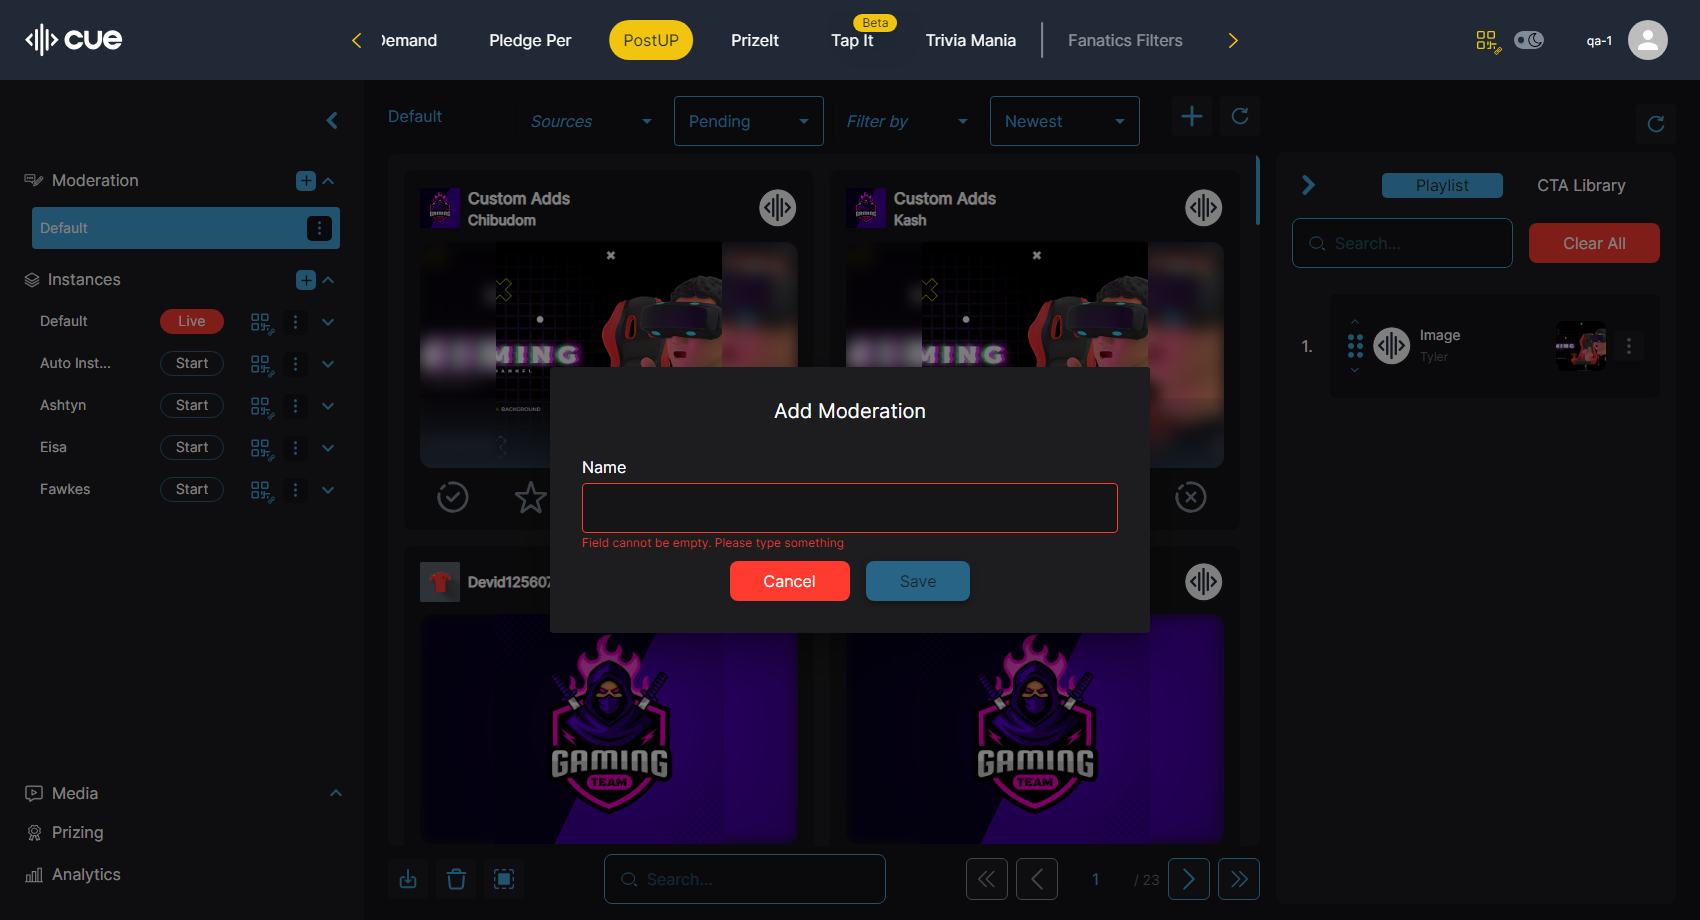 cue
Demand
Pledge Per
PostUP
PrizeIt
Beta
Tap It
Trivia Mania
Fanatics Filters
qa-1
Default
Sources
Pending
Filter by
Newest
Moderation
Default
Instances
Default
Live
Auto Inst...
Start
Ashtyn
Start
Eisa
Start
Fawkes
Start
Media
Prizing
Analytics
Custom Adds
Chibudom
Custom Adds
Kash
BACKGROUND
Add Moderation
Name
Field cannot be empty. Please type something
Cancel
Save
Devid125607
GAMING
TEAM
GAMING
TEAM
Search...
1
/ 23
Playlist
CTA Library
Search...
Clear All
1.
Image
Tyler